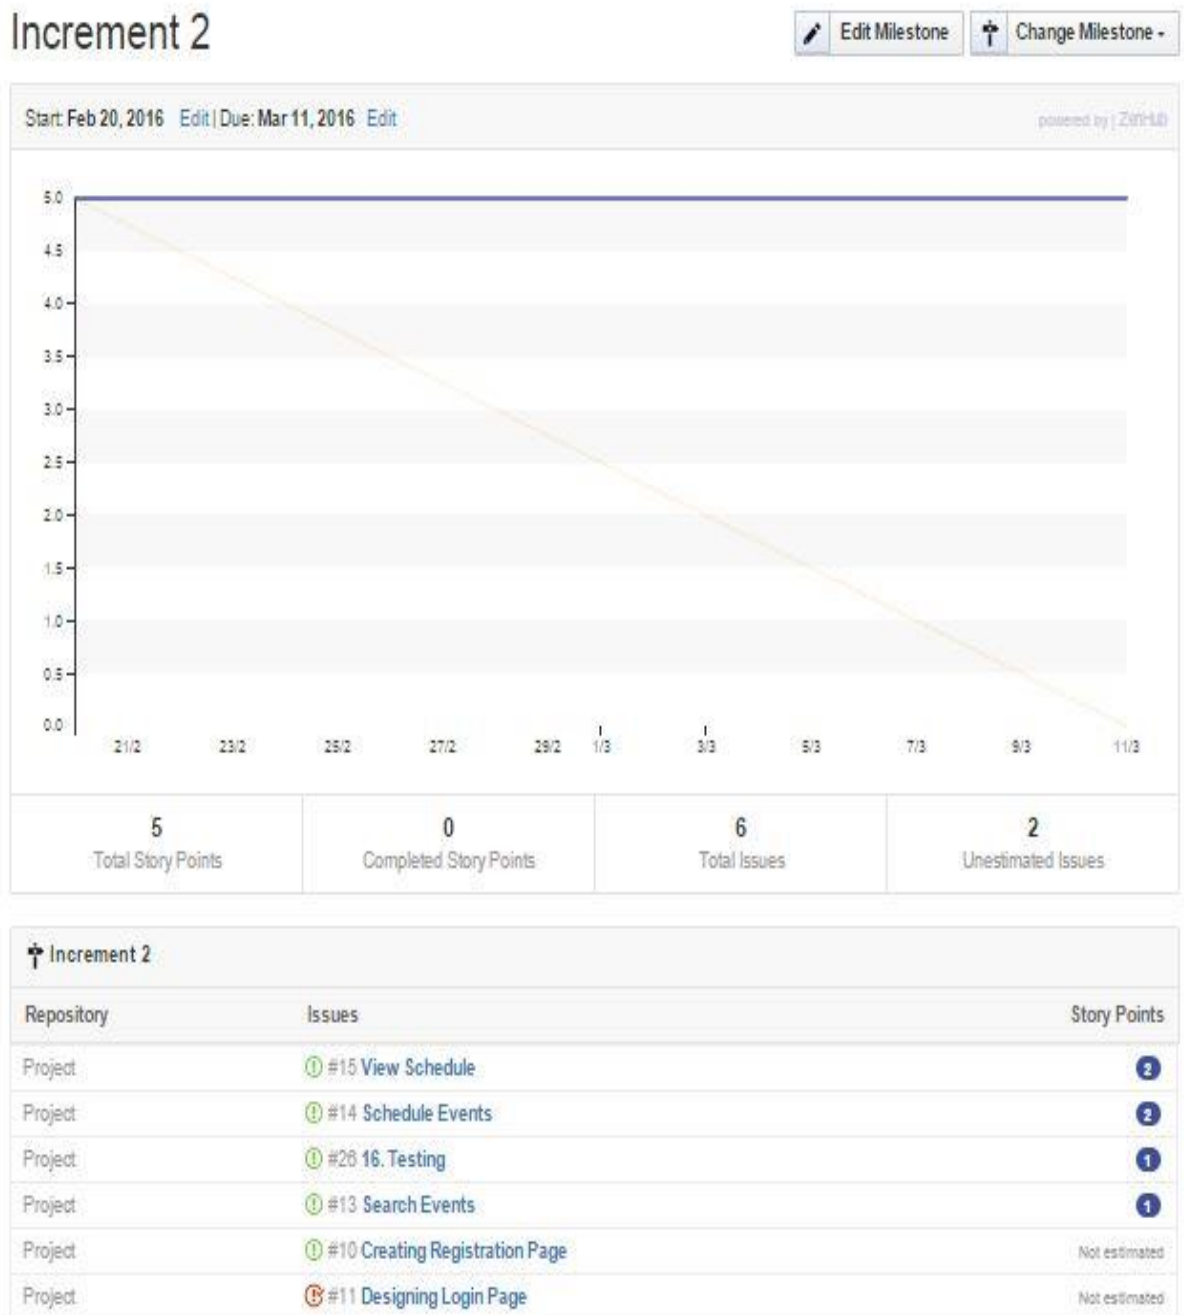 Increment 2
Edit Milestone
Change Milestone
Start: Feb 20, 2016 Edit | Due: Mar 11, 2016 Edit
powered by | ZenHub
5.0
4.5
4.0
3.5
3.0
2.5
2.0
1.5
1.0
0.5
0.0
21/2 23/2 25/2 27/2 29/2 1/3 3/3 5/3 7/3 9/3 11/3
5 0 6 2
Total Story Points Completed Story Points Total Issues Unestimated Issues
Increment 2
Repository Issues Story Points
Project #15 View Schedule 2
Project #14 Schedule Events 2
Project #26 16. Testing 1
Project #13 Search Events 1
Project #10 Creating Registration Page Not estimated
Project #11 Designing Login Page Not estimated